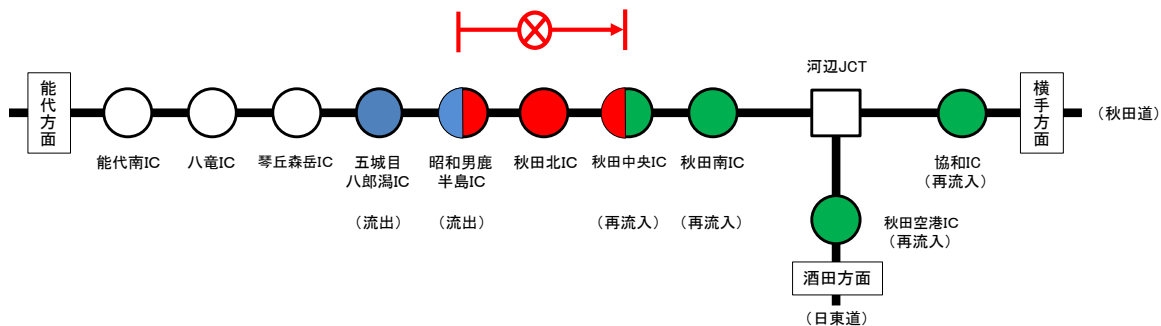 河辺JCT
能代方面
横手方面
（秋田道）
能代南IC
八竜IC
琴丘森岳IC
五城目
八郎潟IC
昭和男鹿
半島IC
秋田北IC
秋田中央IC
秋田南IC
協和IC
（再流入）
（流出）
（流出）
（再流入）
（再流入）
秋田空港IC
（再流入）
酒田方面
（日東道）